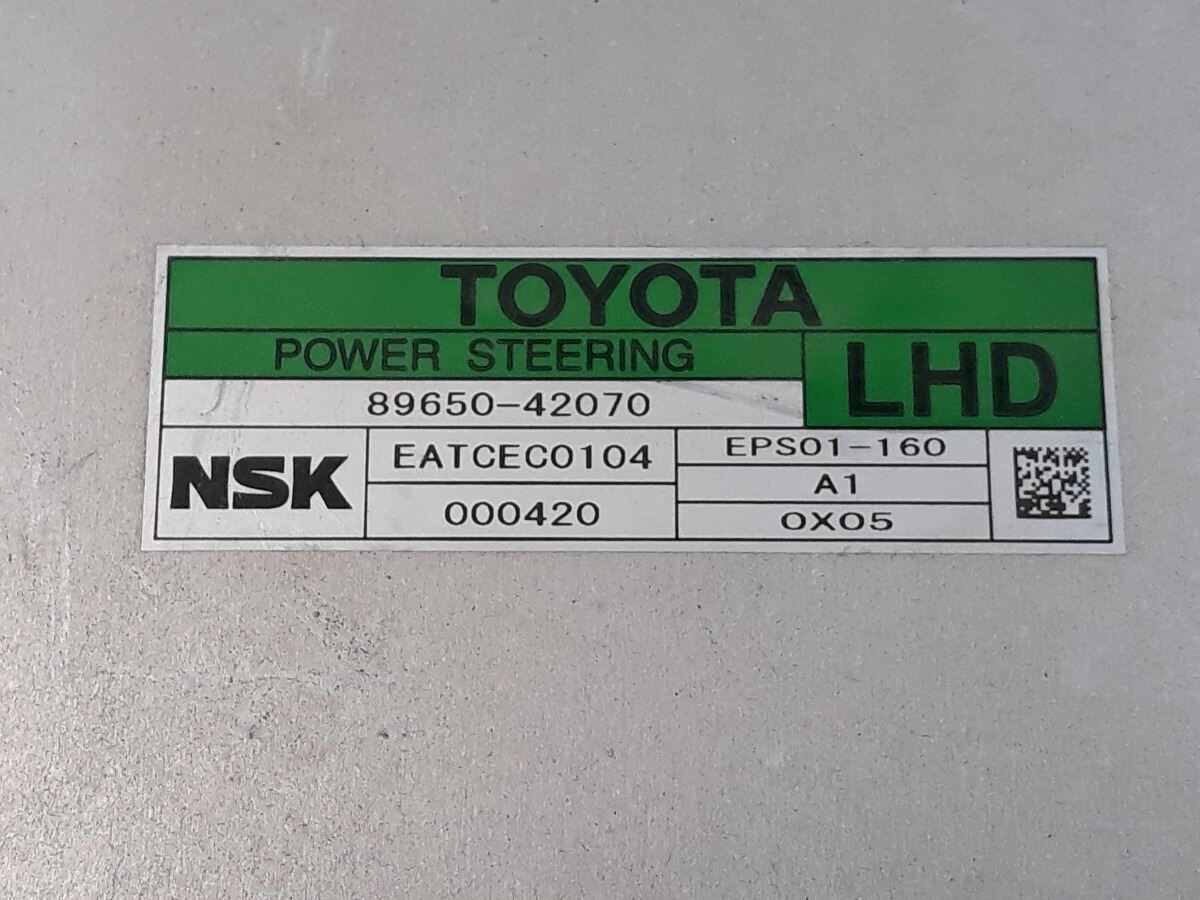 TOYOTA
POWER STEERING
LHD
89650-42070
NSK
EATCEC0104
000420
EPS01-160
A1
0X05